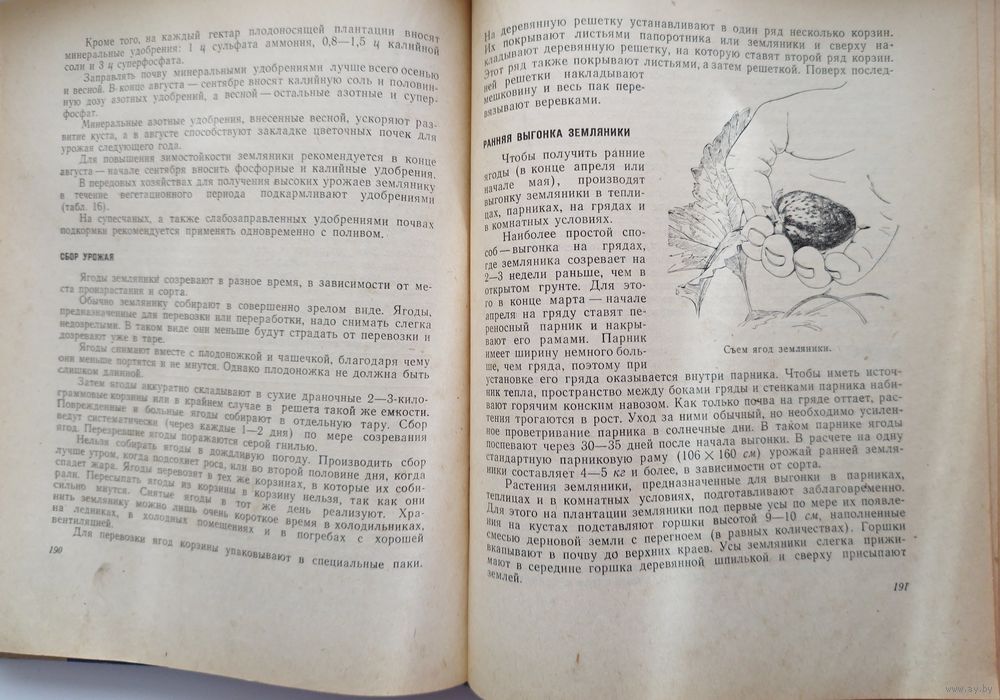 Кроме того, на каждый гектар плодоносящей плантации вносят
минеральные удобрения: 1 ц сульфата аммония, 0,8—1,5 ц калийной
соли и 3 ц суперфосфата.
Заправлять почву минеральными удобрениями лучше всего осенью
и весной. В конце августа — сентябре вносят калийную соль и половин-
ную дозу азотных удобрений, а весной — остальные азотные и супер-
фосфат.
Минеральные азотные удобрения, внесенные весной, ускоряют раз-
витие куста, а в августе способствуют закладке цветочных почек для
урожая следующего года.
Для повышения зимостойкости земляники рекомендуется в конце
августа — начале сентября вносить фосфорные и калийные удобрения.
В передовых хозяйствах для получения высоких урожаев землянику
в течение вегетационного периода подкармливают удобрениями
(табл. 16).
На супесчаных, а также слабозаправленных удобрениями почвах
подкормки рекомендуется применять одновременно с поливом.
СБОР УРОЖАЯ
Ягоды земляники созревают в разное время, в зависимости от ме-
ста произрастания и сорта.
Обычно землянику собирают в совершенно зрелом виде. Ягоды,
предназначенные для перевозки или переработки, надо снимать слегка
недозрелыми. В таком виде они меньше будут страдать от перевозки и
дозревают уже в таре.
Ягоды снимают вместе с плодоножкой и чашечкой, благодаря чему
они меньше портятся и не мнутся. Однако плодоножка не должна быть
слишком длинной.
Затем ягоды аккуратно складывают в сухие драночные 2—3-кило-
граммовые корзины или в крайнем случае в решета такой же емкости.
Поврежденные и больные ягоды собирают в отдельную тару. Сбор
ведут систематически (через каждые 1—2 дня) по мере созревания
ягод. Перезревшие ягоды поражаются серой гнилью.
Нельзя собирать ягоды в дождливую погоду. Производить сбор
лучше утром, когда подсохнет роса, или во второй половине дня, когда
спадет жара. Ягоды перевозят в тех же корзинах, в которые их соби-
рали. Пересыпать ягоды из корзины в корзину нельзя, так как они
сильно мнутся. Снятые ягоды в тот же день реализуют. Хра-
нить землянику можно лишь очень короткое время в холодильниках,
на ледниках, в холодных помещениях и в погребах с хорошей
вентиляцией.
Для перевозки ягод корзины упаковывают в специальные паки.
190
На деревянную решетку устанавливают в один ряд несколько корзин.
Их покрывают листьями папоротника или земляники и сверху на-
кладывают деревянную решетку, на которую ставят второй ряд корзин.
Этот ряд также покрывают листьями, а затем решеткой. Поверх послед-
ней решетки накладывают
мешковину и весь пак пере-
вязывают веревками.
РАННЯЯ ВЫГОНКА ЗЕМЛЯНИКИ
Чтобы получить ранние
ягоды (в конце апреля или
начале мая), производят
выгонку земляники в тепли-
цах, парниках, на грядах и
в комнатных условиях.
Наиболее простой спо-
соб — выгонка на грядах,
где земляника созревает на
2—3 недели раньше, чем в
открытом грунте. Для это-
го в конце марта — начале
апреля на гряду ставят пе-
реносный парник и накры-
вают его рамами. Парник
имеет ширину немного боль-
ше, чем гряда, поэтому при
Съем ягод земляники.
установке его гряда оказывается внутри парника. Чтобы иметь источ-
ник тепла, пространство между боками гряды и стенками парника наби-
вают горячим конским навозом. Как только почва на гряде оттает, рас-
тения трогаются в рост. Уход за ними обычный, но необходимо усилен-
ное проветривание парника в солнечные дни. В таком парнике ягоды
поспевают через 30—35 дней после начала выгонки. В расчете на одну
стандартную парниковую раму (106 × 160 см) урожай ранней земля-
ники составляет 4—5 кг и более, в зависимости от сорта.
Растения земляники, предназначенные для выгонки в парниках,
теплицах и в комнатных условиях, подготавливают заблаговременно.
Для этого на плантации земляники под первые усы по мере их появле-
ния на кустах подставляют горшки высотой 9—10 см, наполненные
смесью дерновой земли с перегноем (в равных количествах). Горшки
вкапывают в почву до верхних краев. Усы земляники слегка прижи-
мают в середине горшка деревянной шпилькой и сверху присыпают
землей.
191
www.ay.by